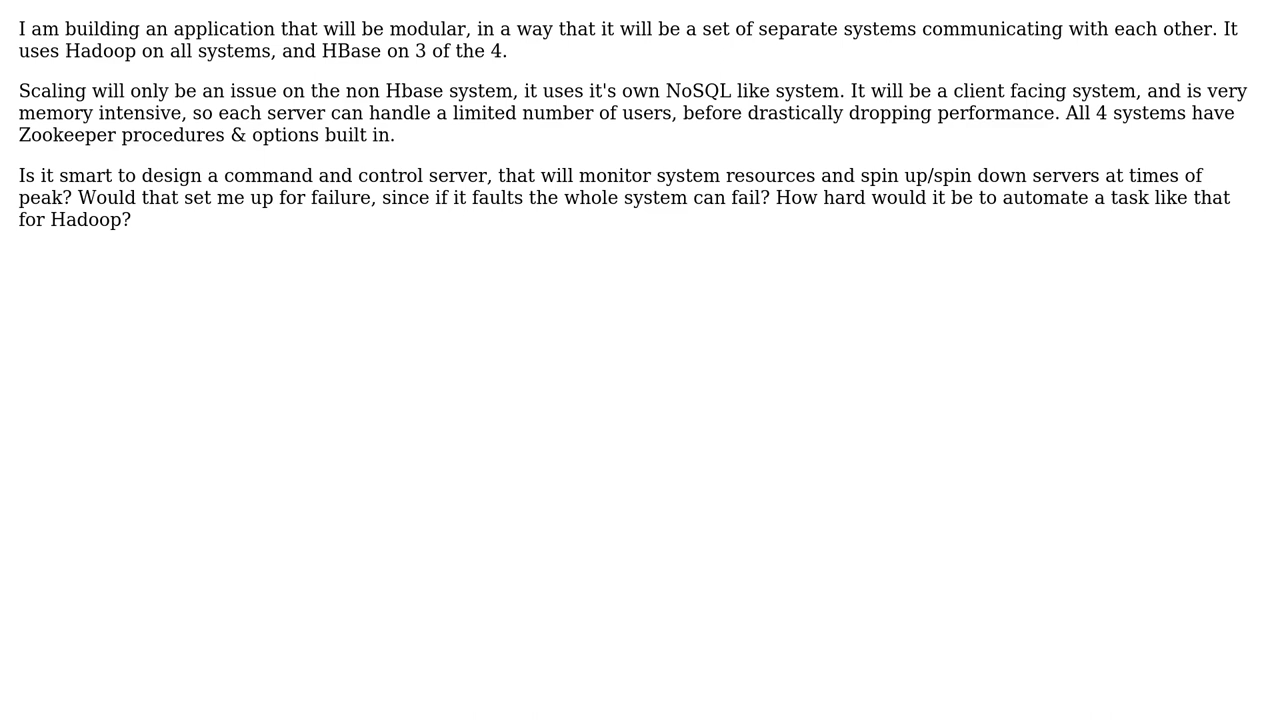 I am building an application that will be modular, in a way that it will be a set of separate systems communicating with each other. It
uses Hadoop on all systems, and HBase on 3 of the 4.
Scaling will only be an issue on the non Hbase system, it uses it's own NoSQL like system. It will be a client facing system, and is very
memory intensive, so each server can handle a limited number of users, before drastically dropping performance. All 4 systems have
Zookeeper procedures & options built in.
Is it smart to design a command and control server, that will monitor system resources and spin up/spin down servers at times of
peak? Would that set me up for failure, since if it faults the whole system can fail? How hard would it be to automate a task like that
for Hadoop?